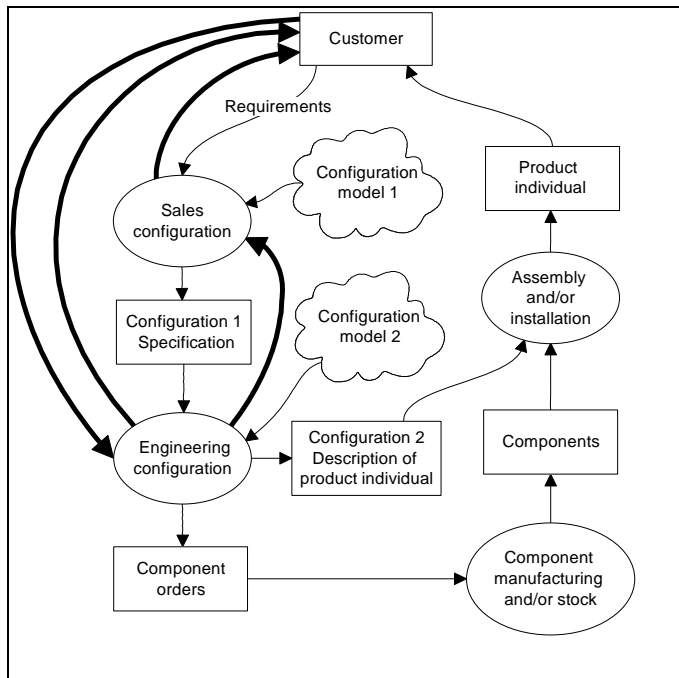 Customer
Requirements
Configuration
model 1
Product
individual
Sales
configuration
Assembly
and/or
installation
Configuration 1
Specification
Configuration
model 2
Engineering
configuration
Configuration 2
Description of
product individual
Components
Component
orders
Component
manufacturing
and/or stock